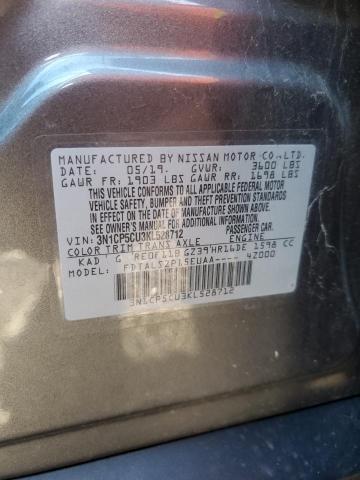 MANUFACTURED BY NISSAN MOTOR CO.,LTD.
DATE: 05/19. GVWR: 3600 LBS
GAWR FR: 1903 LBS GAWR RR: 1698 LBS
THIS VEHICLE CONFORMS TO ALL APPLICABLE FEDERAL MOTOR
VEHICLE SAFETY, BUMPER AND THEFT PREVENTION STANDARDS
IN EFFECT ON THE DATE OF MANUFACTURE SHOWN ABOVE.
SEE OWNERS MANUAL FOR ADDITIONAL INFORMATION.
VIN: 3N1CP5CU3KL528712 PASSENGER CAR
COLOR TRIM TRANS AXLE ENGINE
KAD G RE0F11B GZ39 HR16DE 1598 CC
MODEL: FDTALSZP15EUAA---- 4Z000
3N1CP5CU3KL528712